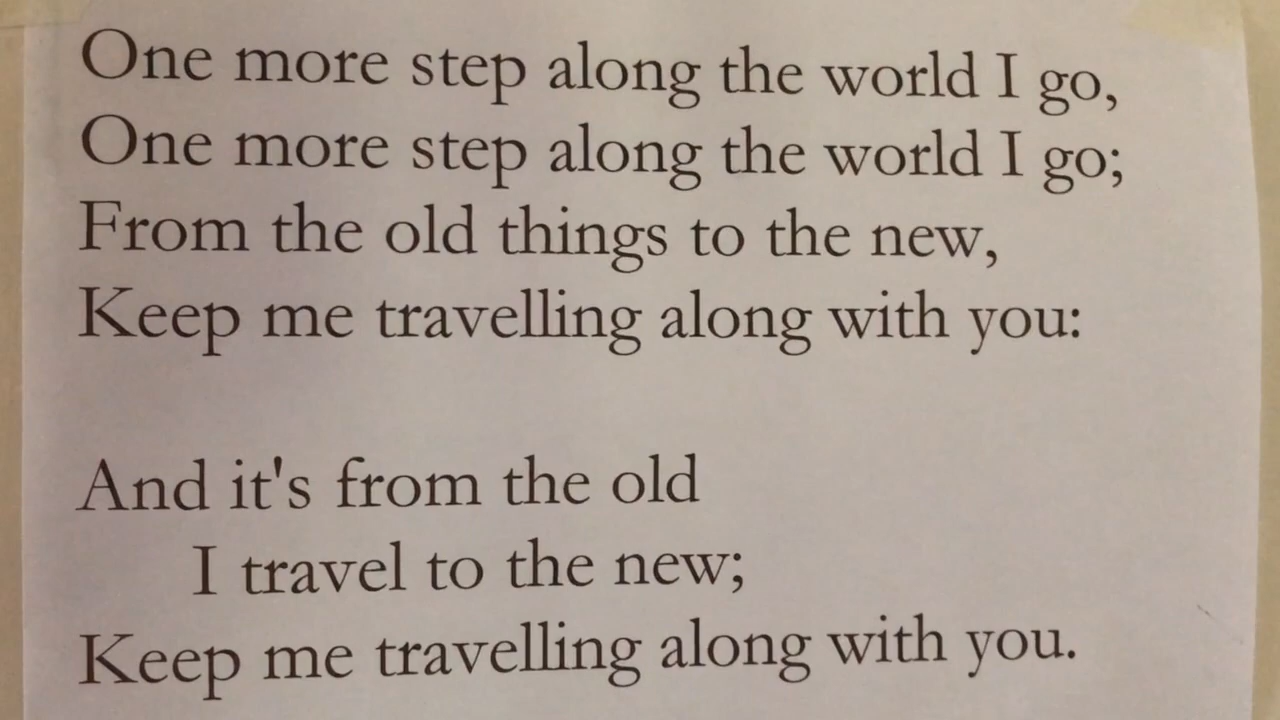 One more step along the world I go,
One more step along the world I go;
From the old things to the new,
Keep me travelling along with you:
And it's from the old
I travel to the new;
Keep me travelling along with you.